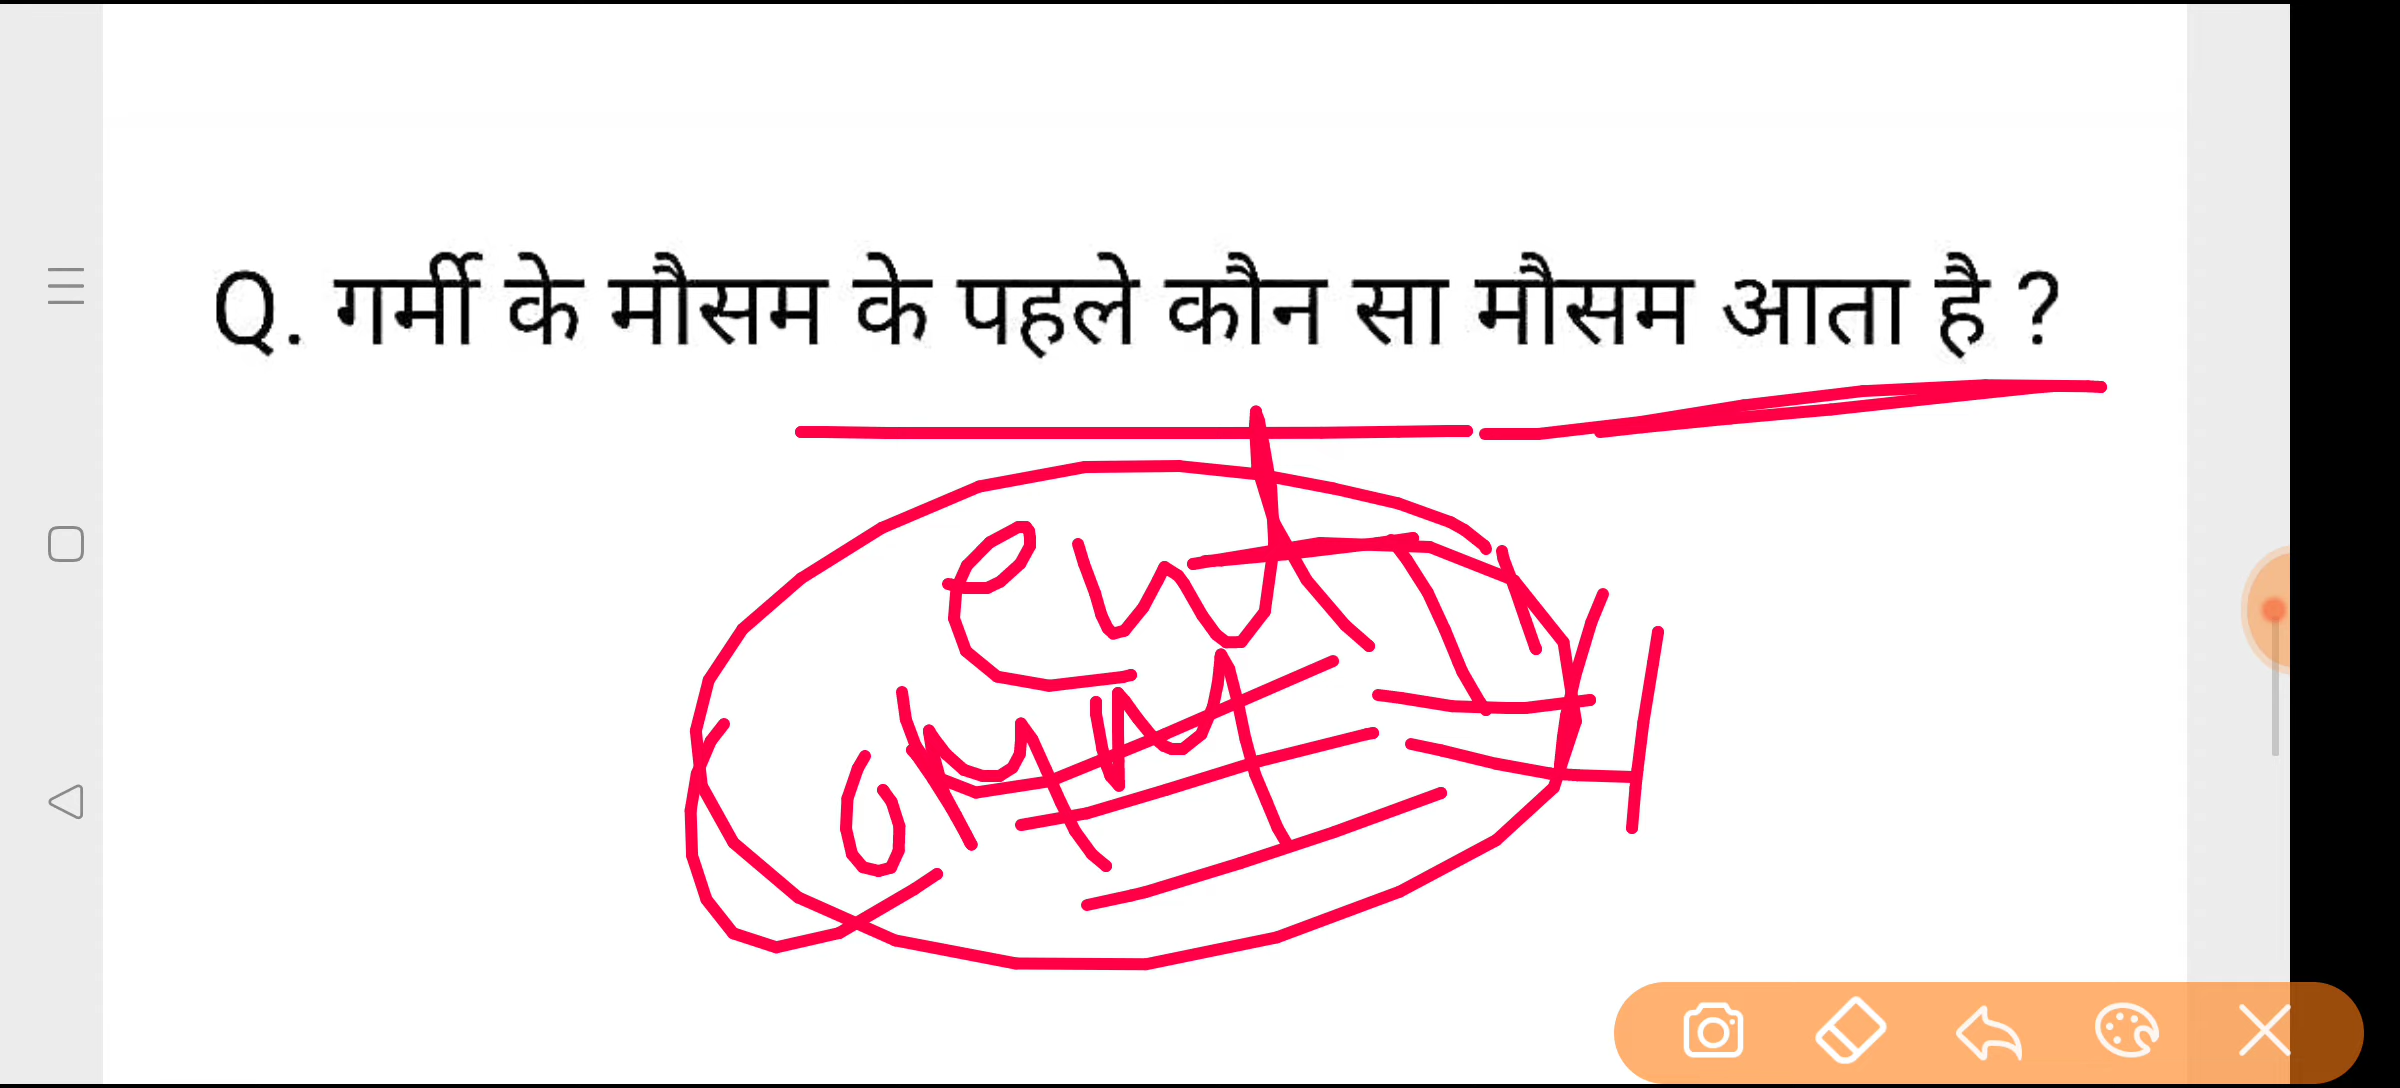 Q. गर्मी के मौसम के पहले कौन सा मौसम आता है ?